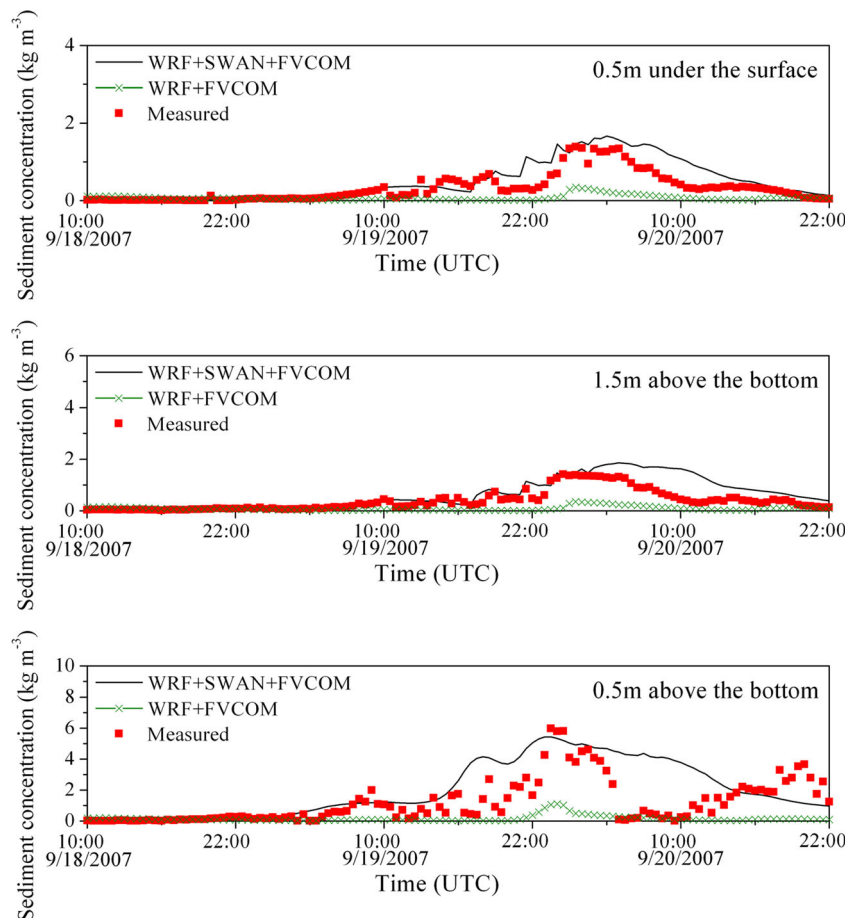 Sediment concentration (kg m⁻³)
4
2
0
WRF+SWAN+FVCOM
WRF+FVCOM
Measured
0.5m under the surface
10:00 22:00 10:00 22:00 10:00 22:00
9/18/2007 9/19/2007 9/20/2007
Time (UTC)
Sediment concentration (kg m⁻³)
6
4
2
0
WRF+SWAN+FVCOM
WRF+FVCOM
Measured
1.5m above the bottom
10:00 22:00 10:00 22:00 10:00 22:00
9/18/2007 9/19/2007 9/20/2007
Time (UTC)
Sediment concentration (kg m⁻³)
10
8
6
4
2
0
WRF+SWAN+FVCOM
WRF+FVCOM
Measured
0.5m above the bottom
10:00 22:00 10:00 22:00 10:00 22:00
9/18/2007 9/19/2007 9/20/2007
Time (UTC)